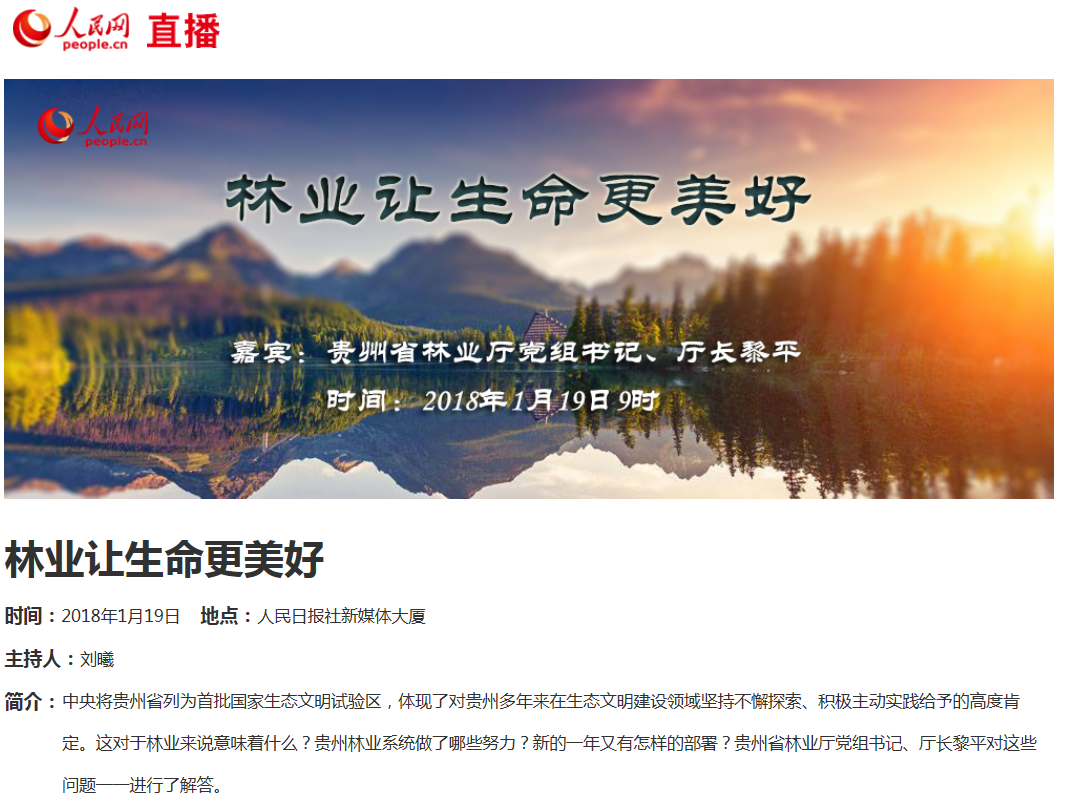 人民网 直播
people.cn
人民网
people.cn
林业让生命更美好
嘉宾：贵州省林业厅党组书记、厅长黎平
时间：2018年1月19日9时
林业让生命更美好
时间：2018年1月19日 地点：人民日报社新媒体大厦
主持人：刘曦
简介：中央将贵州省列为首批国家生态文明试验区，体现了对贵州多年来在生态文明建设领域坚持不懈探索、积极主动实践给予的高度肯
定。这对于林业来说意味着什么？贵州林业系统做了哪些努力？新的一年又有怎样的部署？贵州省林业厅党组书记、厅长黎平对这些
问题一一进行了解答。